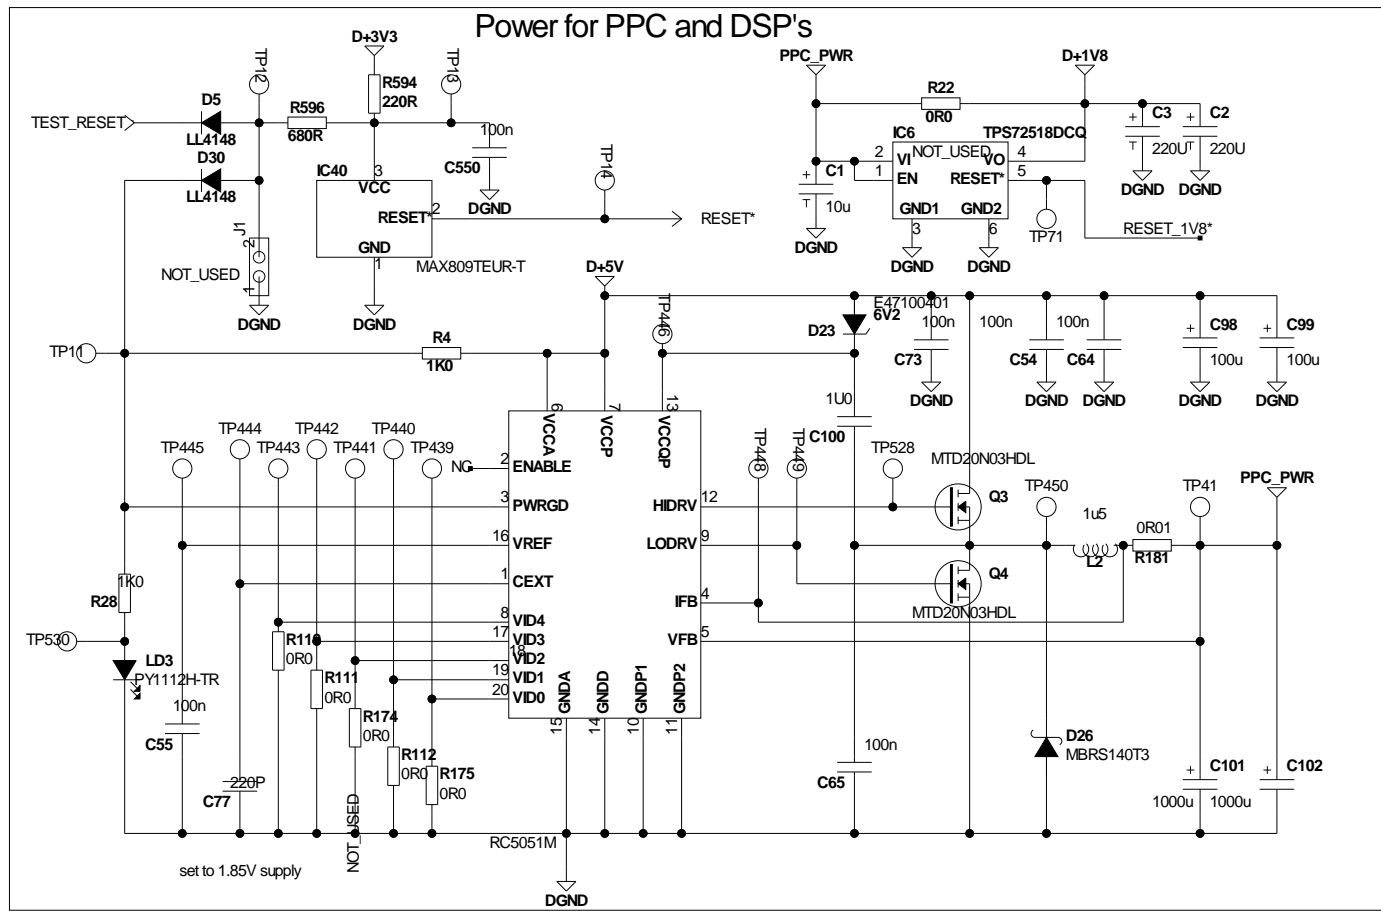 Power for PPC and DSP's
D+3V3
PPC_PWR
D+1V8
TP12
TP13
R594
220R
R22
0R0
D5
R596
680R
TEST_RESET
LL4148
100n
C550
DGND
IC6
TPS72518DCQ
NOT_USED
C3
220U
C2
220U
DGND
DGND
D30
LL4148
IC40
3
VCC
RESET*
2
GND
1
MAX809TEUR-T
DGND
TP14
RESET*
2
VI
VO
4
1
EN
RESET*
5
GND1
GND2
3
6
DGND
DGND
C1
10u
DGND
TP71
RESET_1V8*
J1
2
1
NOT_USED
DGND
D+5V
TP446
E47100401
6V2
D23
100n
C73
DGND
100n
100n
C54
C64
DGND
DGND
C98
100u
DGND
C99
100u
DGND
TP11
R4
1K0
1U0
C100
6
7
13
VCCA
VCCP
VCCQP
TP445
TP444
TP443
TP442
TP441
TP440
TP439
NC
2
ENABLE
3
PWRGD
16
VREF
1
CEXT
8
VID4
17
VID3
18
VID2
19
VID1
20
VID0
HIDRV
12
LODRV
9
IFB
4
VFB
5
GNDA
GNDD
GNDP1
GNDP2
15
14
10
11
TP448
TP449
TP528
MTD20N03HDL
Q3
Q4
MTD20N03HDL
TP450
1u5
L2
0R01
R181
TP41
PPC_PWR
1K0
R28
TP530
LD3
PY1112H-TR
100n
C55
220P
C77
R110
0R0
R111
0R0
R174
0R0
R112
0R0
R175
0R0
NOT_USED
100n
C65
D26
MBRS140T3
C101
1000u
C102
1000u
RC5051M
DGND
set to 1.85V supply